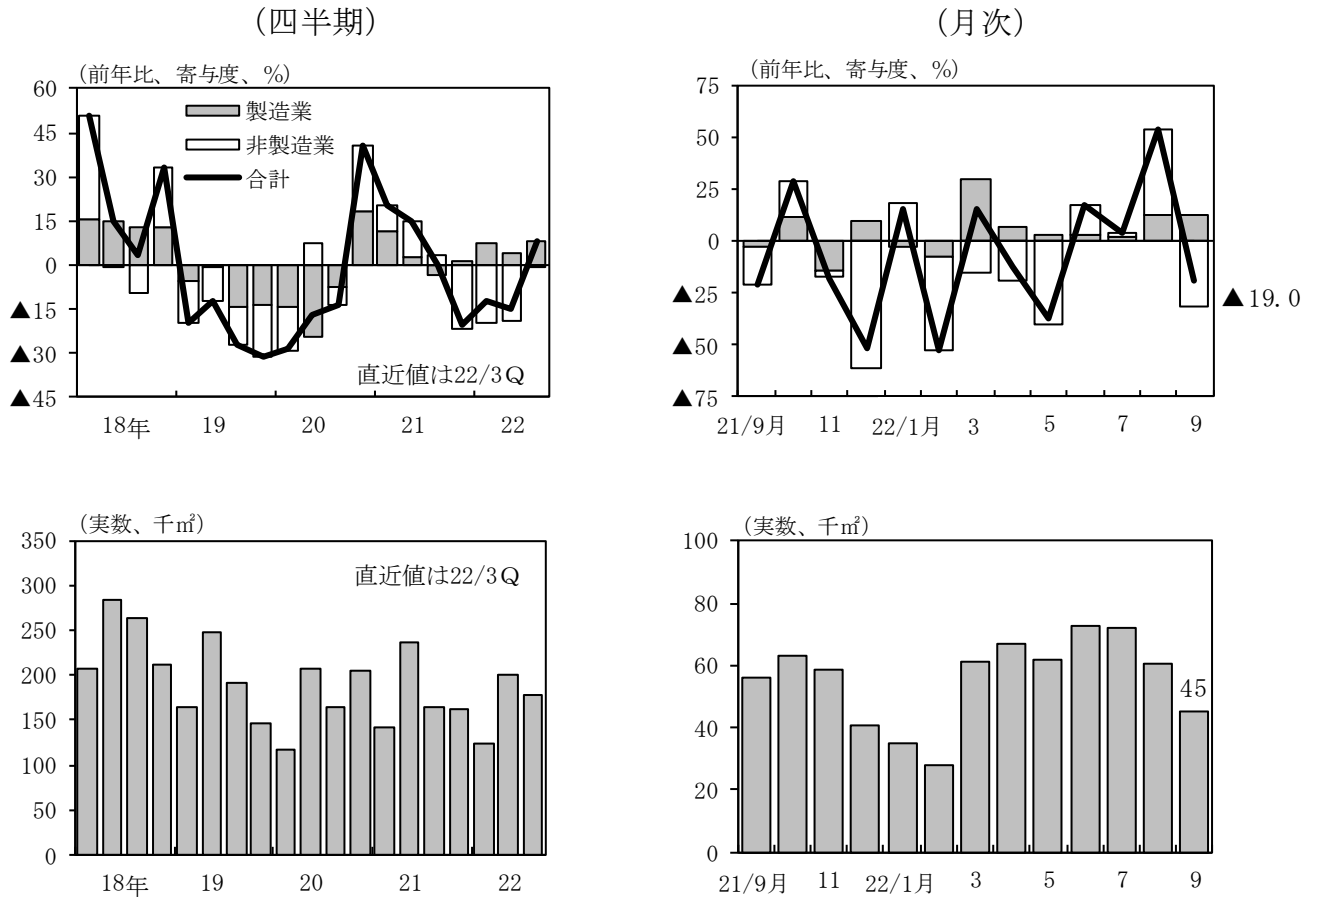 （四半期）
（前年比、寄与度、%）
60
45
30
15
0
▲15
▲30
▲45
製造業
非製造業
合計
直近値は22/3Q
18年 19 20 21 22
（月次）
（前年比、寄与度、%）
75
50
25
0
▲25
▲50
▲75
▲19.0
21/9月 11 22/1月 3 5 7 9
（実数、千㎡）
350
300
250
200
150
100
50
0
直近値は22/3Q
18年 19 20 21 22
（実数、千㎡）
100
80
60
40
20
0
45
21/9月 11 22/1月 3 5 7 9